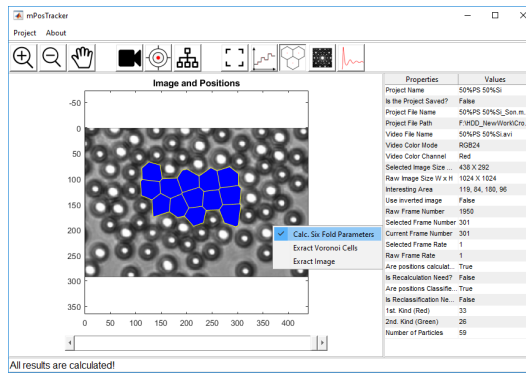 mPosTracker
Project About
Image and Positions
-50
0
50
100
150
200
250
300
350
0 50 100 150 200 250 300 350 400
Calc. Six Fold Parameters
Exract Voronoi Cells
Exract Image
Properties Values
Project Name 50%PS 50%Si
Is the Project Saved? False
Project File Name 50%PS 50%Si_Son.m...
Project File Path F:\HDD_NewWork\Cro...
Video File Name 50%PS 50%Si.avi
Video Color Mode RGB24
Video Color Channel Red
Selected Image Size ... 438 X 292
Raw Image Size W x H 1024 X 1024
Interesting Area 119, 84, 180, 96
Use inverted image False
Raw Frame Number 1950
Selected Frame Number 301
Current Frame Number 301
Selected Frame Rate 1
Raw Frame Rate 1
Are positions calculat... True
Is Recalculation Need? False
Are positions Classifie... True
Is Reclassification Ne... False
1st. Kind (Red) 33
2nd. Kind (Green) 26
Number of Particles 59
All results are calculated!